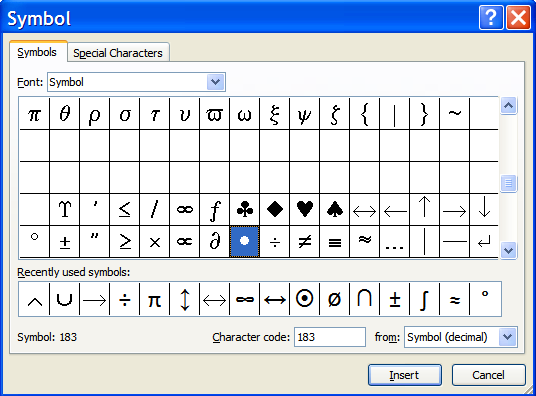 Symbol
Symbols Special Characters
Font: Symbol
π θ ρ σ τ υ ϖ ω ξ ψ ζ { | } ~
ϒ ′ ≤ / ∞ ƒ ♣ ♦ ♥ ♠ ↔ ← ↑ → ↓
° ± ″ ≥ × ∝ ∂ • ÷ ≠ ≡ ≈ … | — ↵
Recently used symbols:
∪ → ÷ π ↕ ↔ ∞ ↔ ⊙ ∩ ± ∫ ≈ °
Symbol: 183 Character code: 183 from: Symbol (decimal)
Insert Cancel